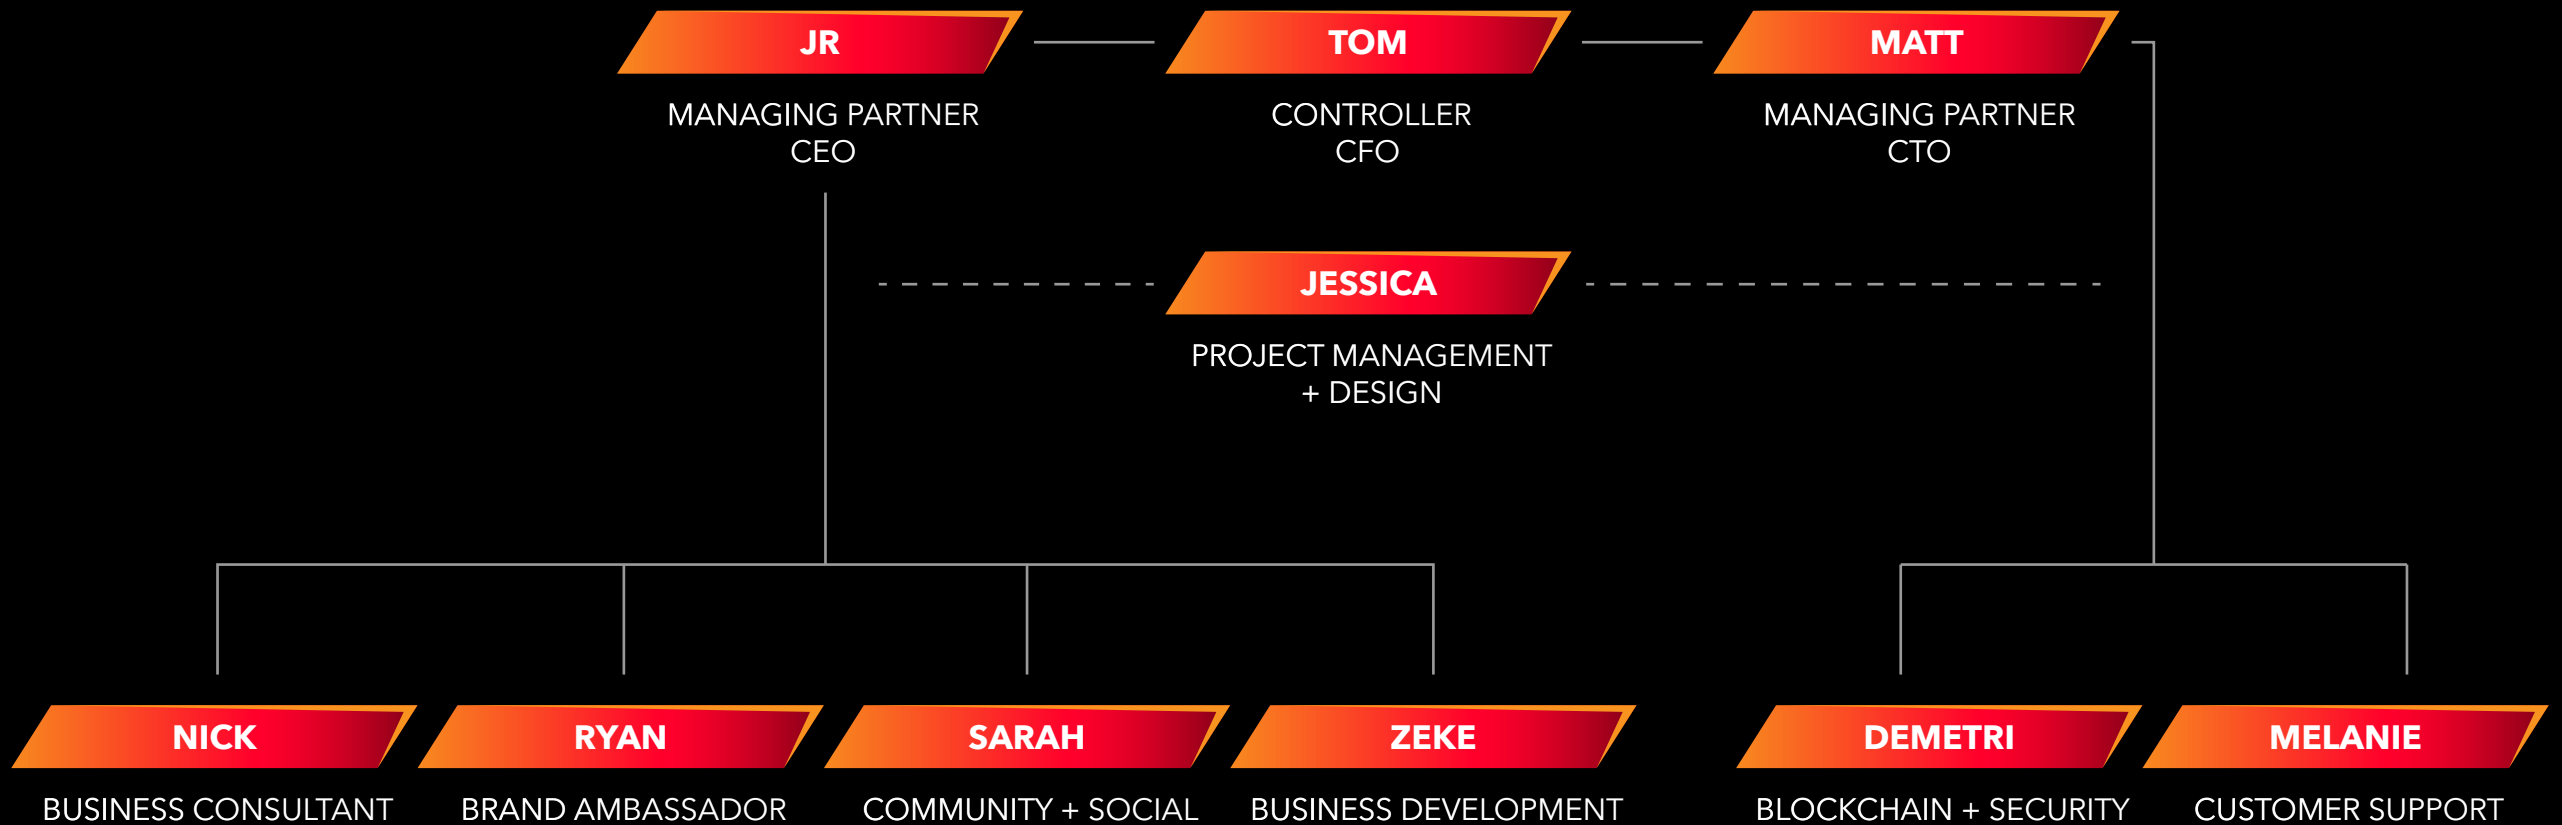 JR
TOM
MATT
MANAGING PARTNER
CEO
CONTROLLER
CFO
MANAGING PARTNER
CTO
JESSICA
PROJECT MANAGEMENT
+ DESIGN
NICK
RYAN
SARAH
ZEKE
DEMETRI
MELANIE
BUSINESS CONSULTANT
BRAND AMBASSADOR
COMMUNITY + SOCIAL
BUSINESS DEVELOPMENT
BLOCKCHAIN + SECURITY
CUSTOMER SUPPORT